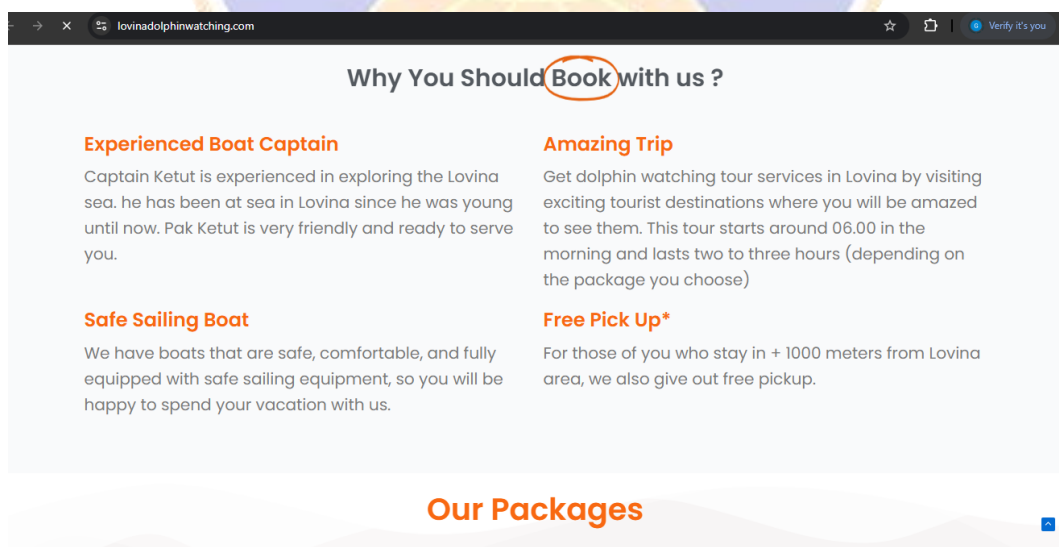 lovinadolphinwatching.com
Verify it's you
Why You Should Book with us ?
Experienced Boat Captain
Captain Ketut is experienced in exploring the Lovina
sea. he has been at sea in Lovina since he was young
until now. Pak Ketut is very friendly and ready to serve
you.
Amazing Trip
Get dolphin watching tour services in Lovina by visiting
exciting tourist destinations where you will be amazed
to see them. This tour starts around 06.00 in the
morning and lasts two to three hours (depending on
the package you choose)
Safe Sailing Boat
We have boats that are safe, comfortable, and fully
equipped with safe sailing equipment, so you will be
happy to spend your vacation with us.
Free Pick Up*
For those of you who stay in + 1000 meters from Lovina
area, we also give out free pickup.
Our Packages